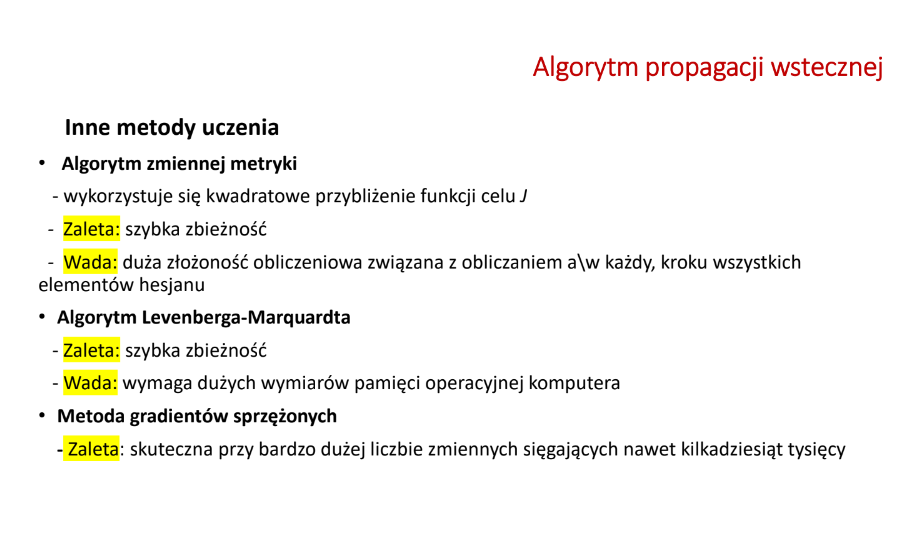 Algorytm propagacji wstecznej
Inne metody uczenia
• Algorytm zmiennej metryki
- wykorzystuje się kwadratowe przybliżenie funkcji celu J
- Zaleta: szybka zbieżność
- Wada: duża złożoność obliczeniowa związana z obliczaniem a\w każdy, kroku wszystkich
elementów hesjanu
• Algorytm Levenberga-Marquardta
- Zaleta: szybka zbieżność
- Wada: wymaga dużych wymiarów pamięci operacyjnej komputera
• Metoda gradientów sprzężonych
- Zaleta: skuteczna przy bardzo dużej liczbie zmiennych sięgających nawet kilkadziesiąt tysięcy